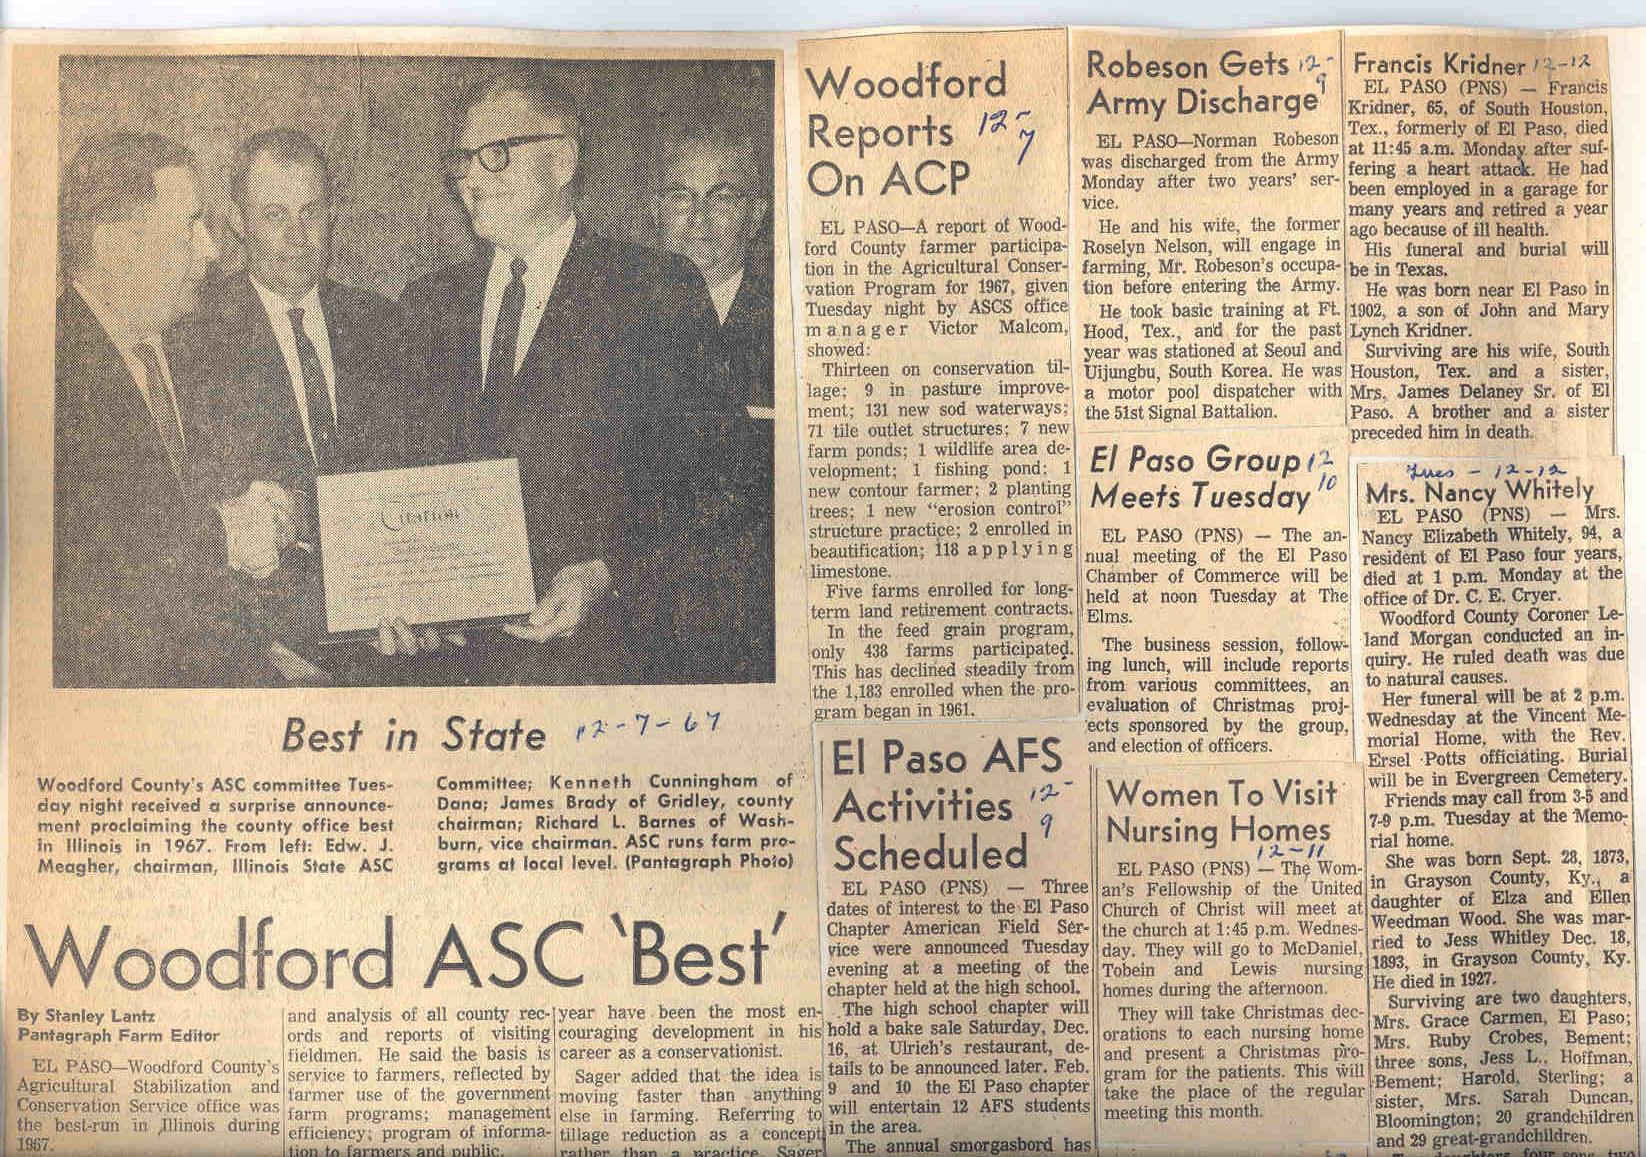 Citation
Best in State 12-7-67
Woodford County's ASC committee Tues-
day night received a surprise announce-
ment proclaiming the county office best
in Illinois in 1967. From left: Edw. J.
Meagher, chairman, Illinois State ASC
Committee; Kenneth Cunningham of
Dana; James Brady of Gridley, county
chairman; Richard L. Barnes of Wash-
burn, vice chairman. ASC runs farm pro-
grams at local level. (Pantagraph Photo)
Woodford ASC 'Best'
By Stanley Lantz
Pantagraph Farm Editor
EL PASO—Woodford County's
Agricultural Stabilization and
Conservation Service office was
the best-run in Illinois during
1967.
and analysis of all county rec-
ords and reports of visiting
fieldmen. He said the basis is
service to farmers, reflected by
farmer use of the government
farm programs; management
efficiency; program of informa-
tion to farmers and public.
year have been the most en-
couraging development in his
career as a conservationist.
Sager added that the idea is
moving faster than anything
else in farming. Referring to
tillage reduction as a concept
rather than a practice, Sager
Woodford
Reports 12-7
On ACP
EL PASO—A report of Wood-
ford County farmer participa-
tion in the Agricultural Conser-
vation Program for 1967, given
Tuesday night by ASCS office
manager Victor Malcom,
showed:
Thirteen on conservation til-
lage; 9 in pasture improve-
ment; 131 new sod waterways;
71 tile outlet structures; 7 new
farm ponds; 1 wildlife area de-
velopment; 1 fishing pond; 1
new contour farmer; 2 planting
trees; 1 new "erosion control"
structure practice; 2 enrolled in
beautification; 118 applying
limestone.
Five farms enrolled for long-
term land retirement contracts.
In the feed grain program,
only 438 farms participated.
This has declined steadily from
the 1,183 enrolled when the pro-
gram began in 1961.
El Paso AFS
Activities 12-9
Scheduled
EL PASO (PNS) — Three
dates of interest to the El Paso
Chapter American Field Ser-
vice were announced Tuesday
evening at a meeting of the
chapter held at the high school.
The high school chapter will
hold a bake sale Saturday, Dec.
16, at Ulrich's restaurant, de-
tails to be announced later. Feb.
9 and 10 the El Paso chapter
will entertain 12 AFS students
in the area.
The annual smorgasbord has
Robeson Gets 12-9
Army Discharge
EL PASO—Norman Robeson
was discharged from the Army
Monday after two years' ser-
vice.
He and his wife, the former
Roselyn Nelson, will engage in
farming, Mr. Robeson's occupa-
tion before entering the Army.
He took basic training at Ft.
Hood, Tex., and for the past
year was stationed at Seoul and
Uijungbu, South Korea. He was
a motor pool dispatcher with
the 51st Signal Battalion.
El Paso Group 12
Meets Tuesday 10
EL PASO (PNS) — The an-
nual meeting of the El Paso
Chamber of Commerce will be
held at noon Tuesday at The
Elms.
The business session, follow-
ing lunch, will include reports
from various committees, an
evaluation of Christmas proj-
ects sponsored by the group,
and election of officers.
Women To Visit
Nursing Homes
12-11
EL PASO (PNS) — The Wom-
an's Fellowship of the United
Church of Christ will meet at
the church at 1:45 p.m. Wednes-
day. They will go to McDaniel,
Tobein and Lewis nursing
homes during the afternoon.
They will take Christmas dec-
orations to each nursing home
and present a Christmas pro-
gram for the patients. This will
take the place of the regular
meeting this month.
Francis Kridner 12-12
EL PASO (PNS) — Francis
Kridner, 65, of South Houston,
Tex., formerly of El Paso, died
at 11:45 a.m. Monday after suf-
fering a heart attack. He had
been employed in a garage for
many years and retired a year
ago because of ill health.
His funeral and burial will
be in Texas.
He was born near El Paso in
1902, a son of John and Mary
Lynch Kridner.
Surviving are his wife, South
Houston, Tex. and a sister,
Mrs. James Delaney Sr. of El
Paso. A brother and a sister
preceded him in death.
Tues - 12-12
Mrs. Nancy Whitely
EL PASO (PNS) — Mrs.
Nancy Elizabeth Whitely, 94, a
resident of El Paso four years,
died at 1 p.m. Monday at the
office of Dr. C. E. Cryer.
Woodford County Coroner Le-
land Morgan conducted an in-
quiry. He ruled death was due
to natural causes.
Her funeral will be at 2 p.m.
Wednesday at the Vincent Me-
morial Home, with the Rev.
Ersel Potts officiating. Burial
will be in Evergreen Cemetery.
Friends may call from 3-5 and
7-9 p.m. Tuesday at the Memo-
rial home.
She was born Sept. 28, 1873,
in Grayson County, Ky., a
daughter of Elza and Ellen
Weedman Wood. She was mar-
ried to Jess Whitley Dec. 18,
1893, in Grayson County, Ky.
He died in 1927.
Surviving are two daughters,
Mrs. Grace Carmen, El Paso;
Mrs. Ruby Crobes, Bement;
three sons, Jess L., Hoffman,
Bement; Harold, Sterling; a
sister, Mrs. Sarah Duncan,
Bloomington; 20 grandchildren
and 29 great-grandchildren.